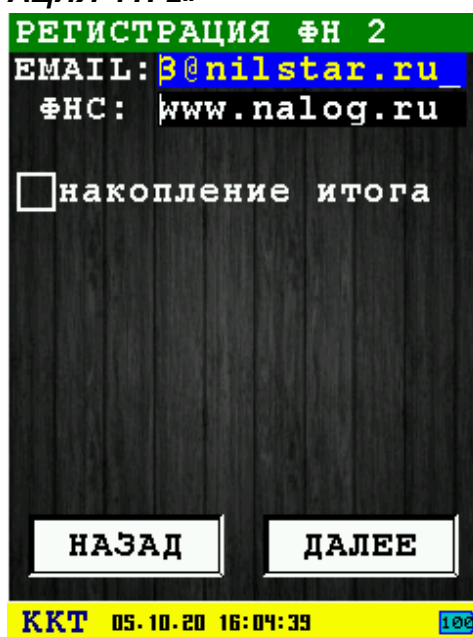 РЕГИСТРАЦИЯ ФН 2
EMAIL: 3@nilstar.ru_
ФНС: www.nalog.ru
накопление итога
НАЗАД ДАЛЕЕ
ККТ 05.10.20 16:04:39 100